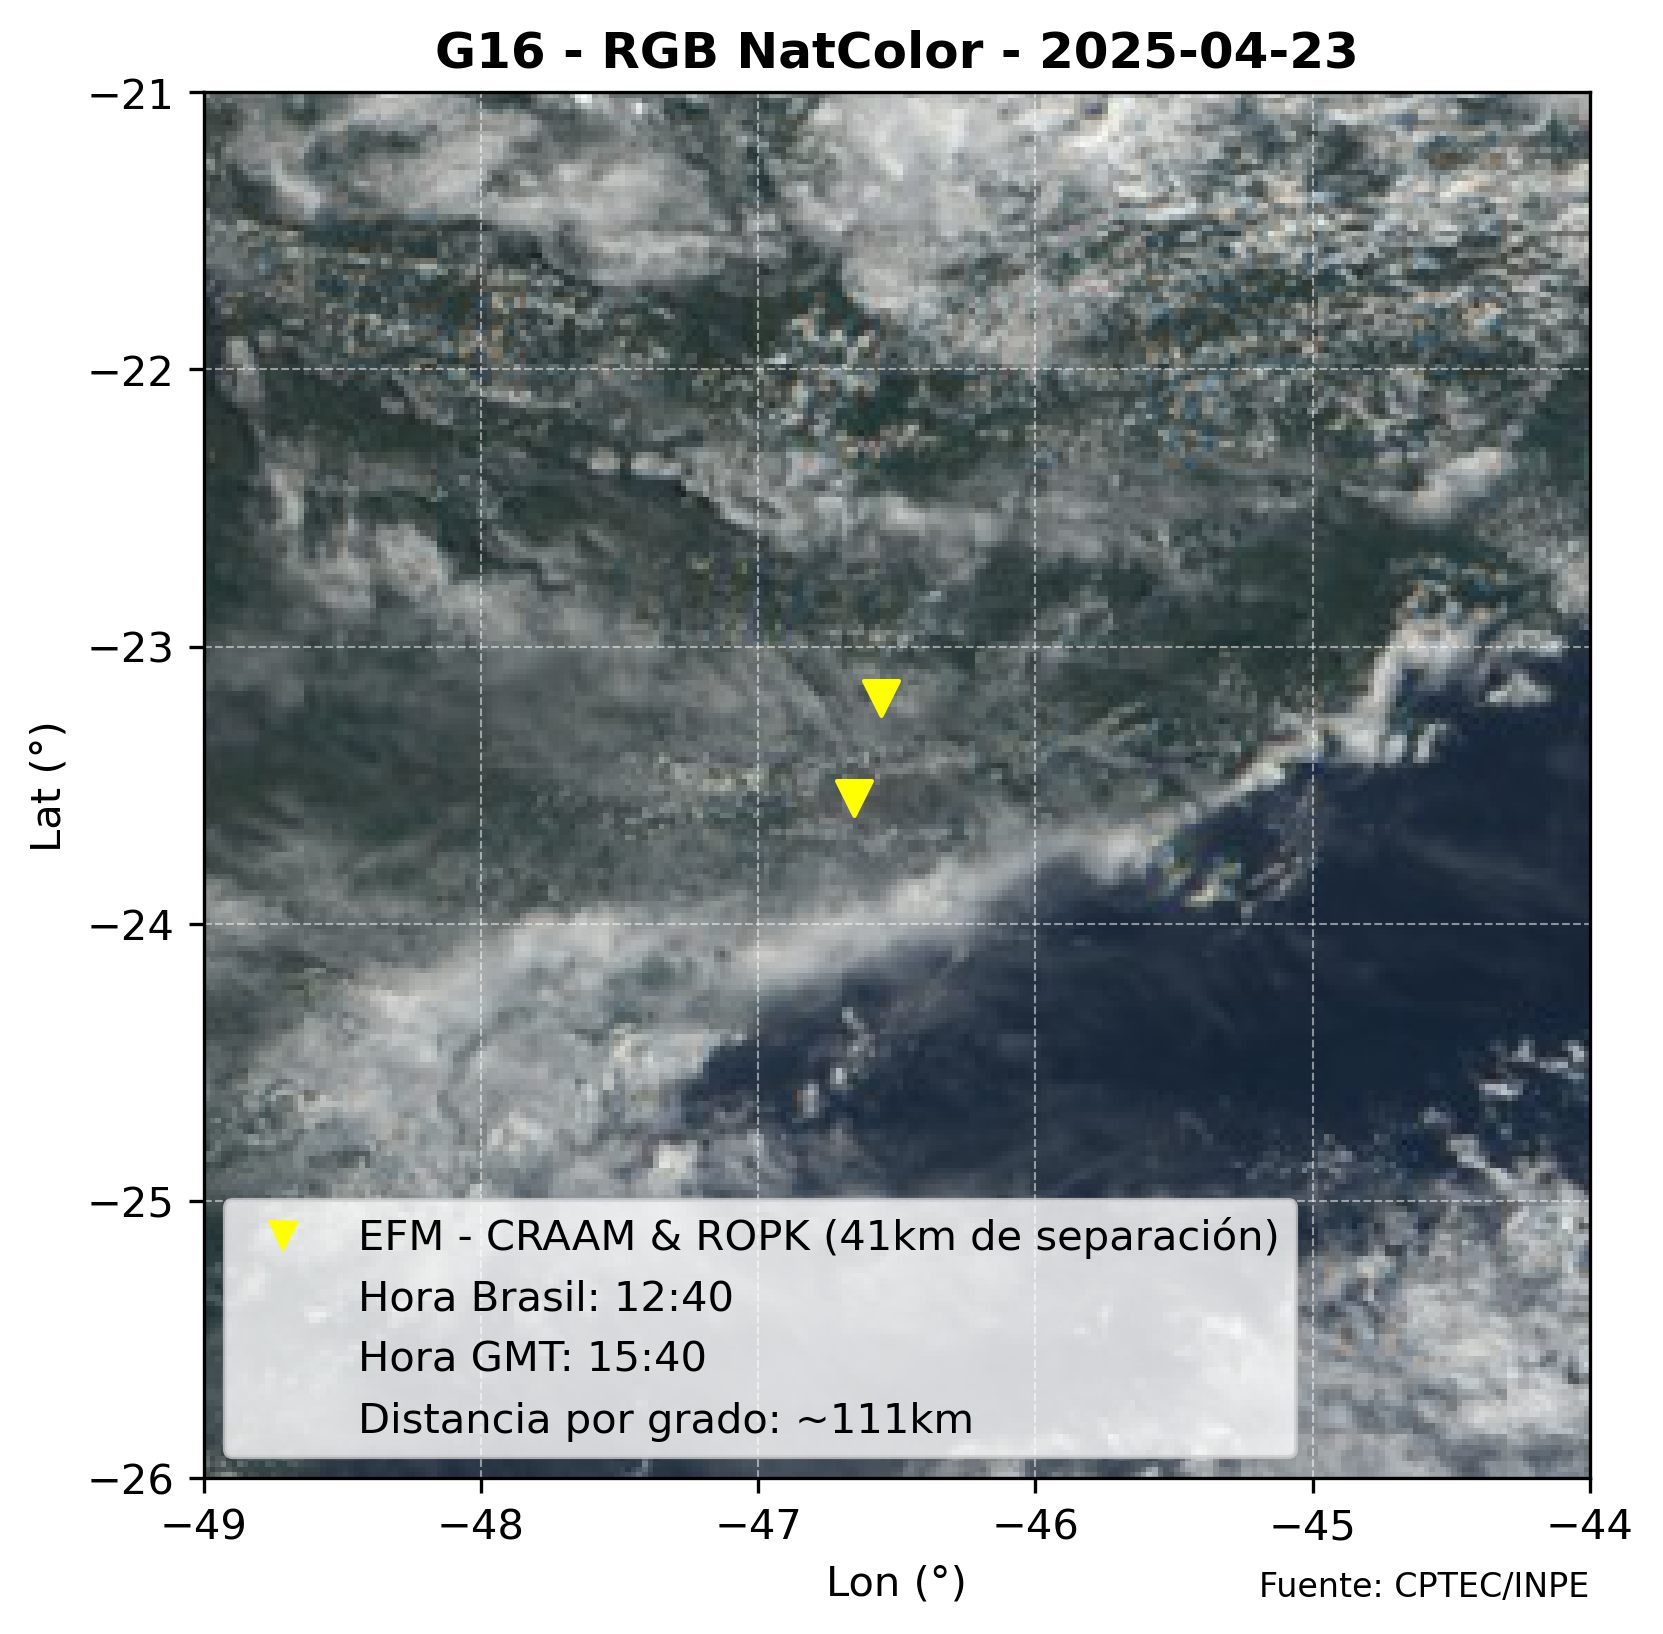 G16 - RGB NatColor - 2025-04-23
−21
−22
−23
−24
−25
−26
Lat (°)
EFM - CRAAM & ROPK (41km de separación)
Hora Brasil: 12:40
Hora GMT: 15:40
Distancia por grado: ~111km
−49
−48
−47
−46
−45
−44
Lon (°)
Fuente: CPTEC/INPE